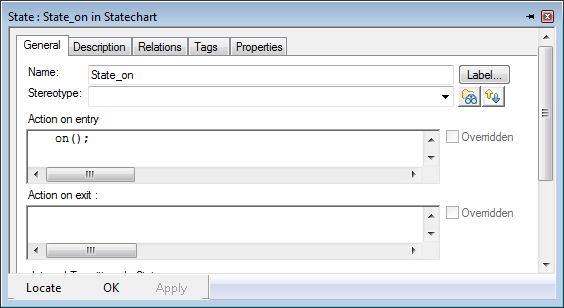 State : State_on in Statechart
General Description Relations Tags Properties
Name: State_on Label...
Stereotype:
Action on entry
on(); Overridden
Action on exit :
Overridden
Locate OK Apply